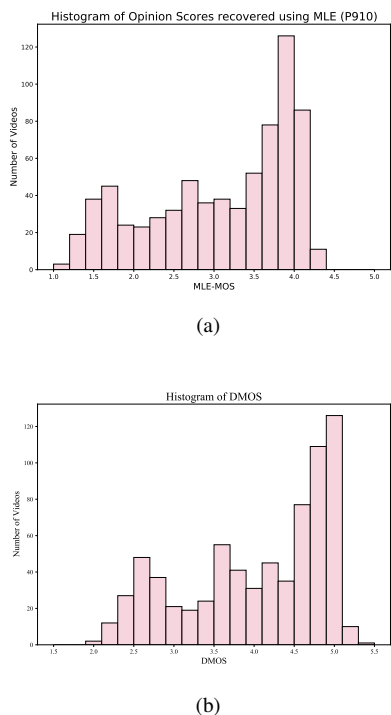 Histogram of Opinion Scores recovered using MLE (P910)
120
100
80
60
40
20
0
Number of Videos
1.0 1.5 2.0 2.5 3.0 3.5 4.0 4.5 5.0
MLE-MOS
(a)
Histogram of DMOS
120
100
80
60
40
20
0
Number of Videos
1.5 2.0 2.5 3.0 3.5 4.0 4.5 5.0 5.5
DMOS
(b)